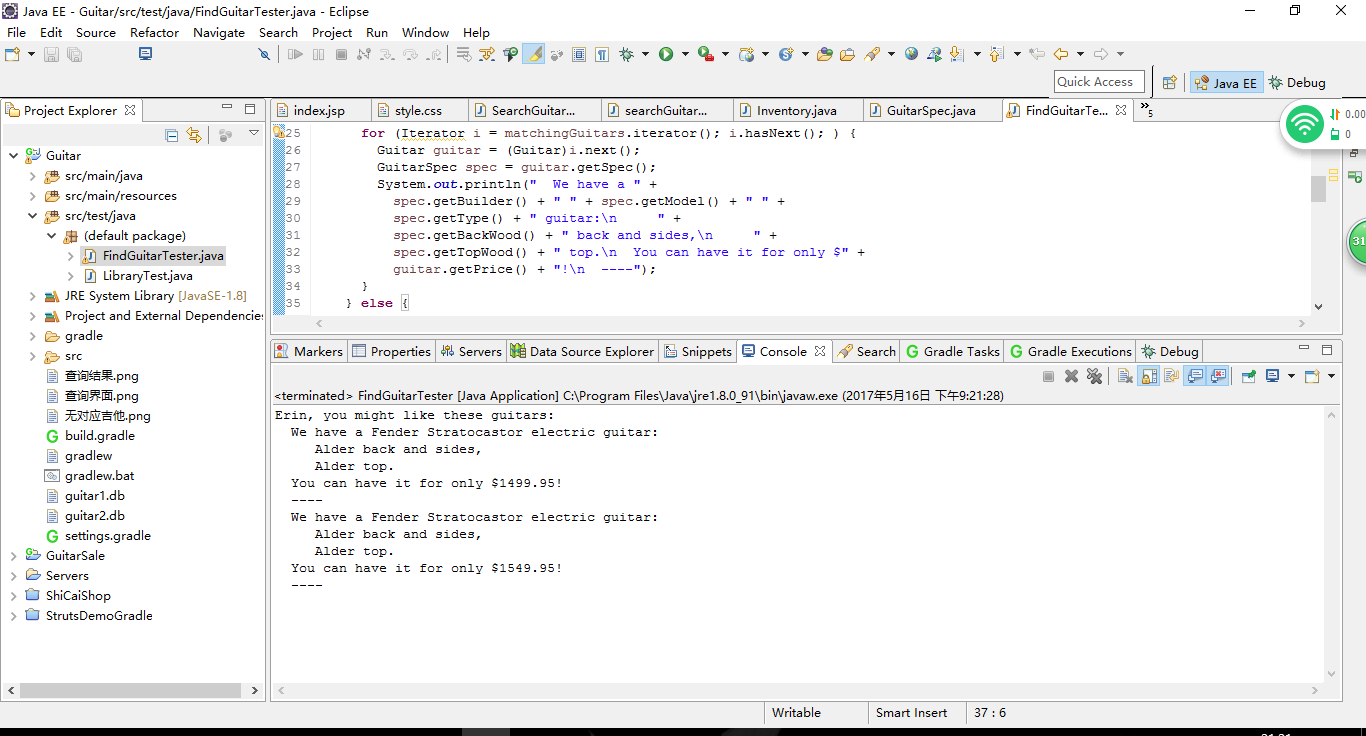 Java EE - Guitar/src/test/java/FindGuitarTester.java - Eclipse
File Edit Source Refactor Navigate Search Project Run Window Help
Quick Access
Java EE
Debug
Project Explorer
Guitar
src/main/java
src/main/resources
src/test/java
(default package)
FindGuitarTester.java
LibraryTest.java
JRE System Library [JavaSE-1.8]
Project and External Dependencies
gradle
src
查询结果.png
查询界面.png
无对应吉他.png
build.gradle
gradlew
gradlew.bat
guitar1.db
guitar2.db
settings.gradle
GuitarSale
Servers
ShiCaiShop
StrutsDemoGradle
index.jsp style.css SearchGuitar... searchGuitar... Inventory.java GuitarSpec.java FindGuitarTe... »5
25 for (Iterator i = matchingGuitars.iterator(); i.hasNext(); ) {
26 Guitar guitar = (Guitar)i.next();
27 GuitarSpec spec = guitar.getSpec();
28 System.out.println("  We have a " +
29 spec.getBuilder() + " " + spec.getModel() + " " +
30 spec.getType() + " guitar:\n     " +
31 spec.getBackWood() + " back and sides,\n     " +
32 spec.getTopWood() + " top.\n  You can have it for only $" +
33 guitar.getPrice() + "!\n  ----");
34 }
35 } else {
0.00
0
31
Markers Properties Servers Data Source Explorer Snippets Console Search Gradle Tasks Gradle Executions Debug
<terminated> FindGuitarTester [Java Application] C:\Program Files\Java\jre1.8.0_91\bin\javaw.exe (2017年5月16日 下午9:21:28)
Erin, you might like these guitars:
We have a Fender Stratocastor electric guitar:
Alder back and sides,
Alder top.
You can have it for only $1499.95!
----
We have a Fender Stratocastor electric guitar:
Alder back and sides,
Alder top.
You can have it for only $1549.95!
----
Writable
Smart Insert
37 : 6